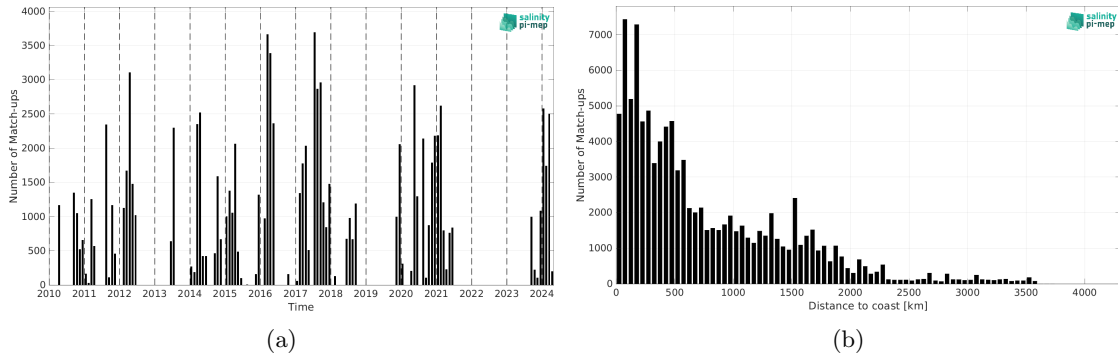 salinity
pi-mep
4000
3500
3000
2500
2000
1500
1000
500
0
Number of Match-ups
2010 2011 2012 2013 2014 2015 2016 2017 2018 2019 2020 2021 2022 2023 2024
Time
(a)
salinity
pi-mep
7000
6000
5000
4000
3000
2000
1000
0
Number of Match-ups
0 500 1000 1500 2000 2500 3000 3500 4000
Distance to coast [km]
(b)